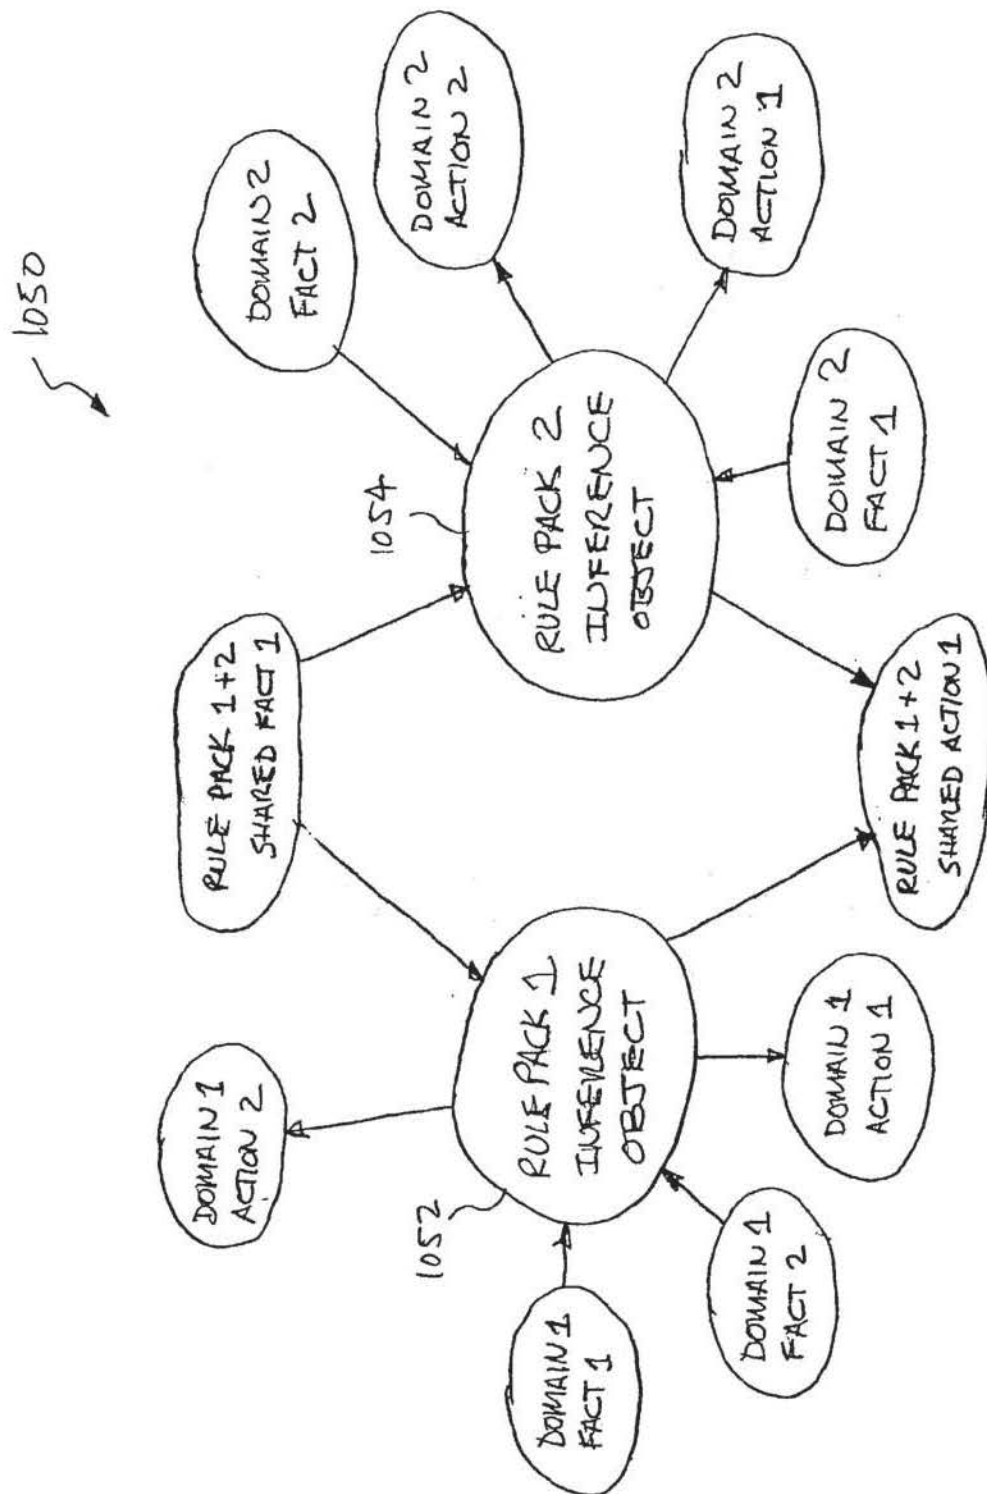 1050
DOMAIN 2
FACT 2
DOMAIN 2
ACTION 2
DOMAIN 2
ACTION 1
DOMAIN 2
FACT 1
1054
RULE PACK 2
INFERENCE
OBJECT
RULE PACK 1+2
SHARED FACT 1
RULE PACK 1+2
SHARED ACTION 1
DOMAIN 1
ACTION 2
1052
RULE PACK 1
INFERENCE
OBJECT
DOMAIN 1
ACTION 1
DOMAIN 1
FACT 1
DOMAIN 1
FACT 2